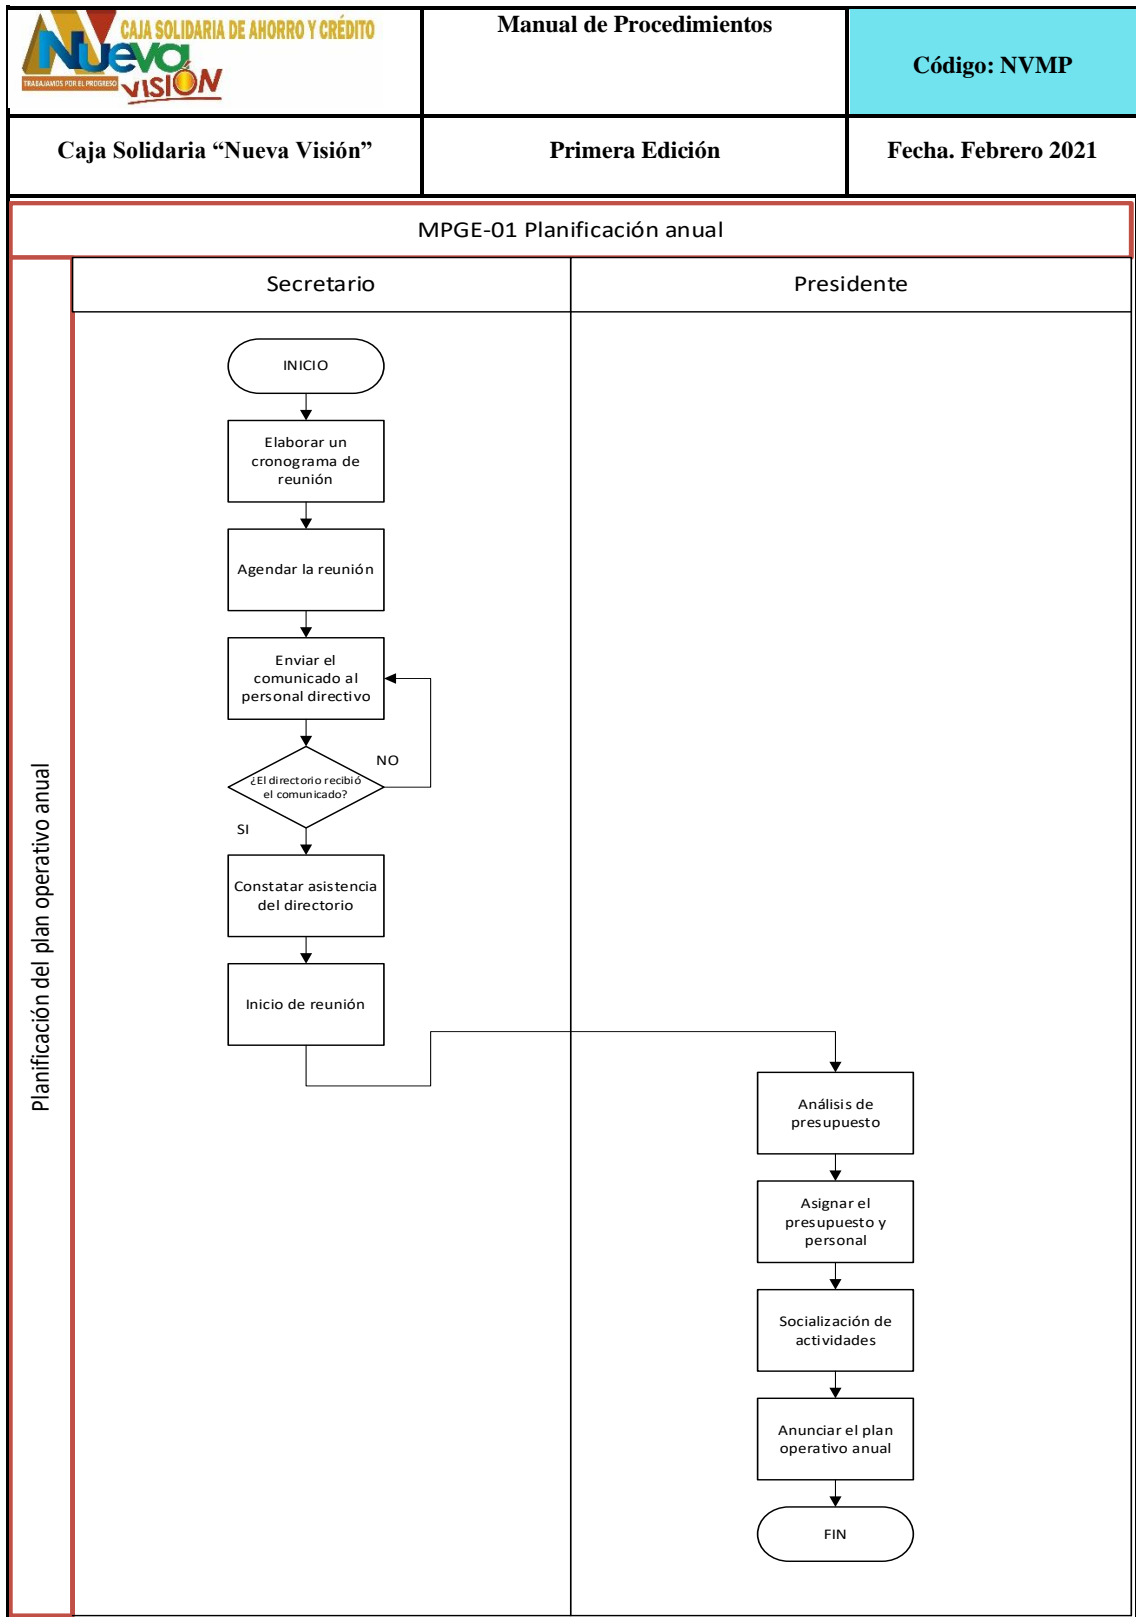 CAJA SOLIDARIA DE AHORRO Y CRÉDITO
Nueva
VISIÓN
TRABAJAMOS POR EL PROGRESO
Manual de Procedimientos
Código: NVMP
Caja Solidaria “Nueva Visión”
Primera Edición
Fecha. Febrero 2021
MPGE-01 Planificación anual
Planificación del plan operativo anual
Secretario
Presidente
INICIO
Elaborar un
cronograma de
reunión
Agendar la reunión
Enviar el
comunicado al
personal directivo
NO
¿El directorio recibió
el comunicado?
SI
Constatar asistencia
del directorio
Inicio de reunión
Análisis de
presupuesto
Asignar el
presupuesto y
personal
Socialización de
actividades
Anunciar el plan
operativo anual
FIN